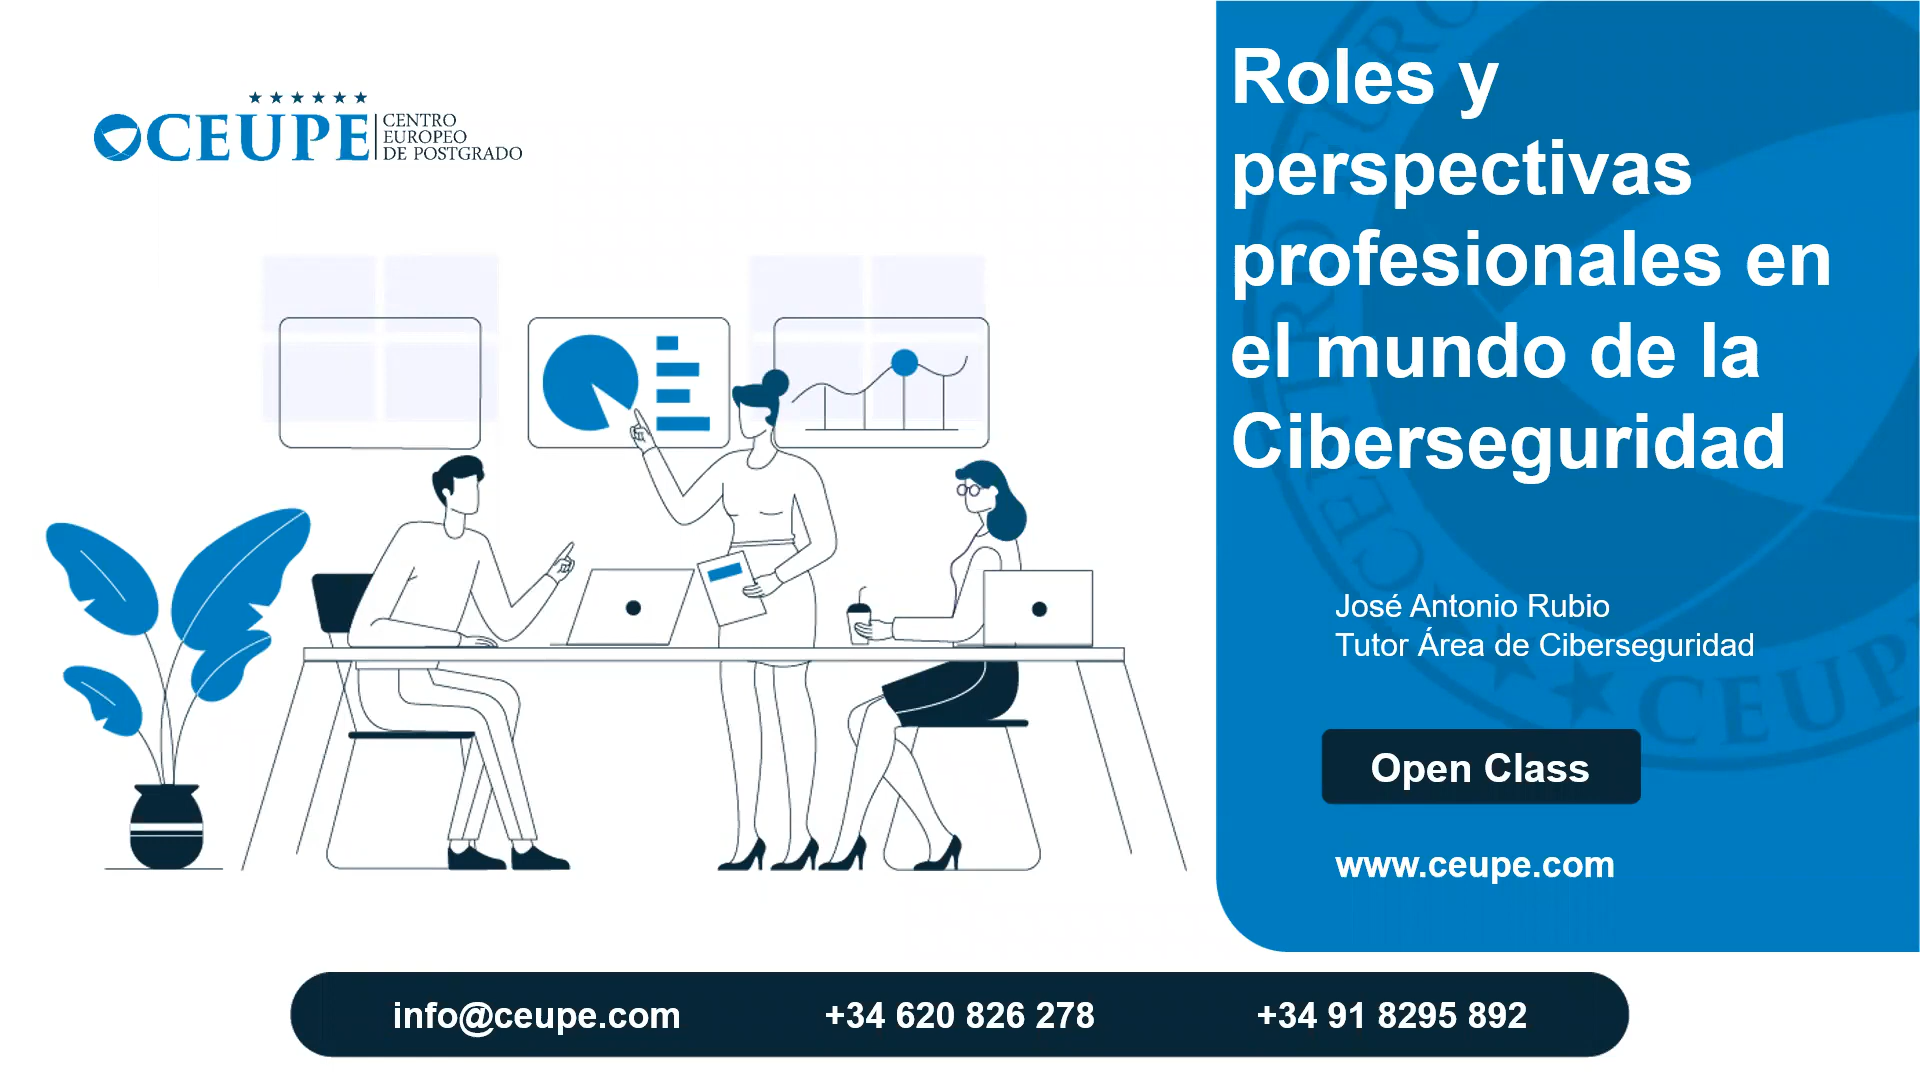 CEUPE
CENTRO
EUROPEO
DE POSTGRADO
Roles y
perspectivas
profesionales en
el mundo de la
Ciberseguridad
José Antonio Rubio
Tutor Área de Ciberseguridad
Open Class
www.ceupe.com
CEUPE
info@ceupe.com
+34 620 826 278
+34 91 8295 892